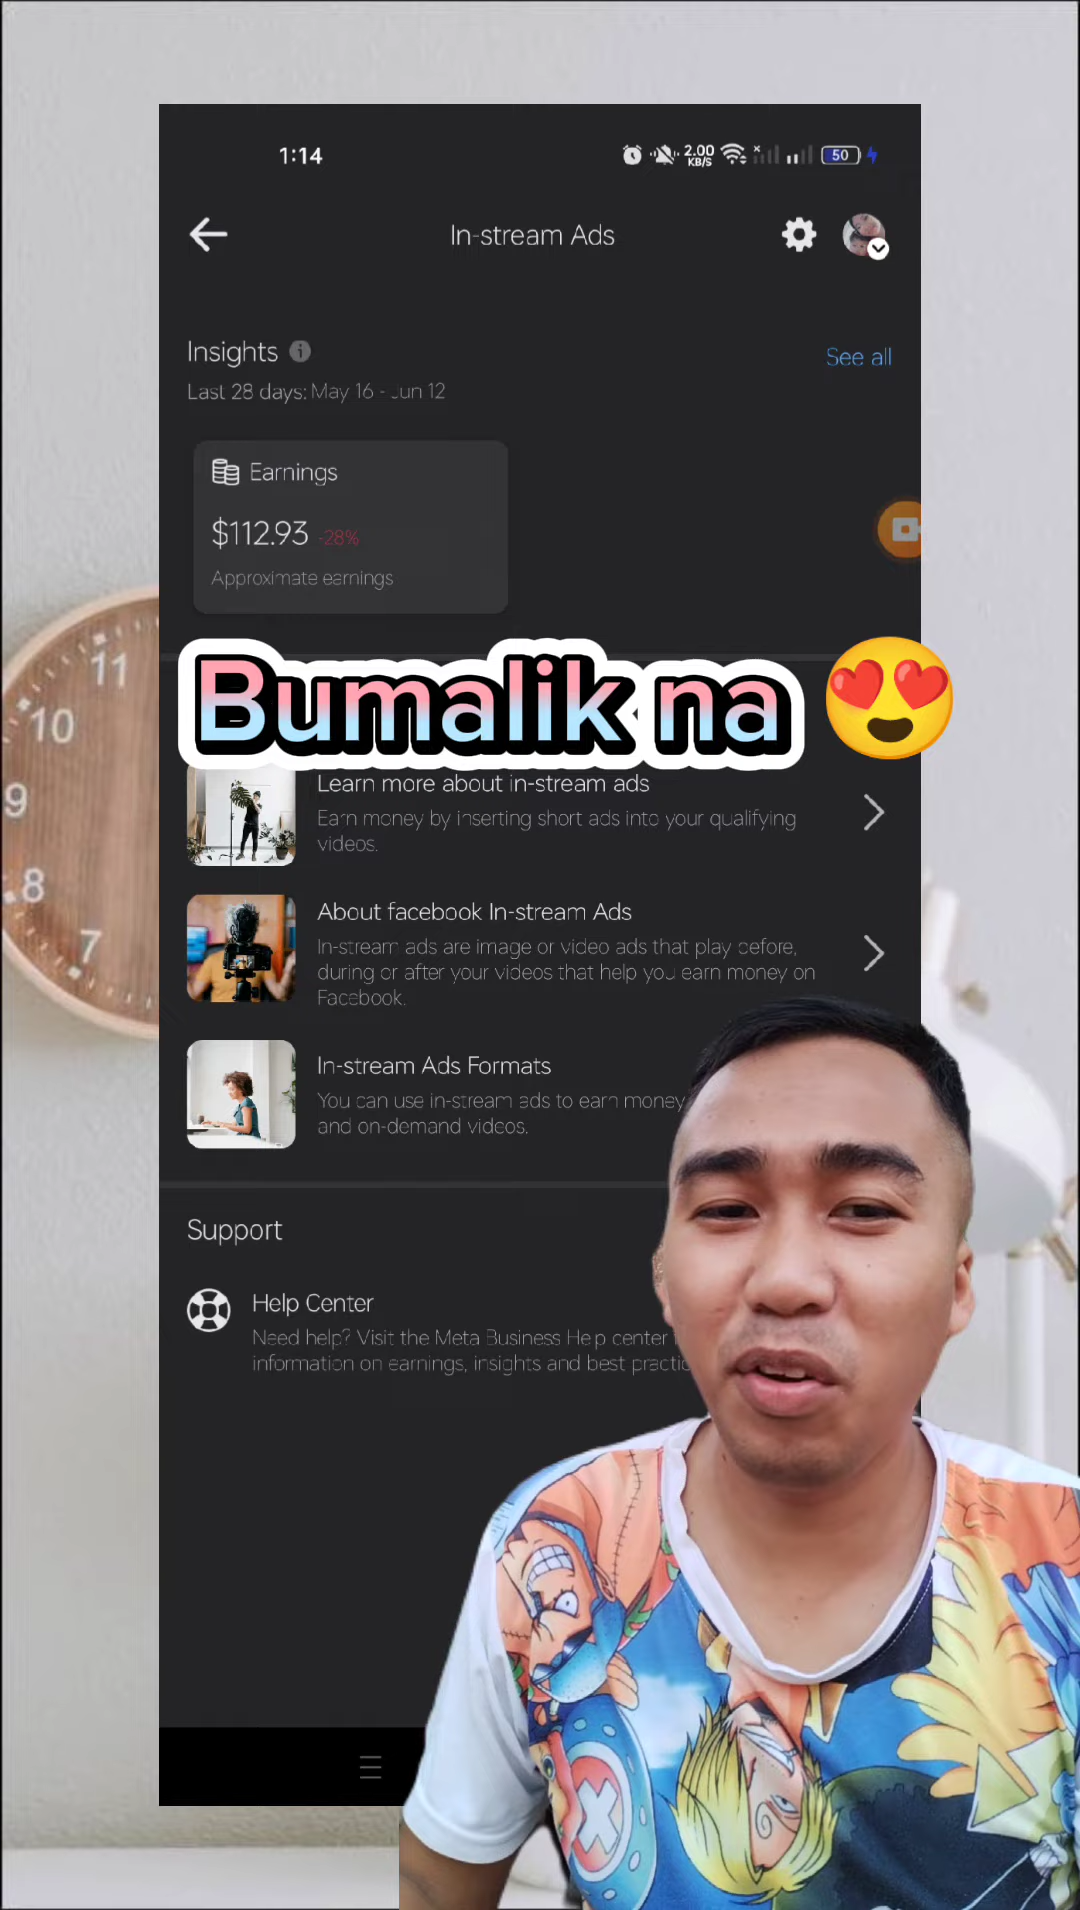 1:14
2.00
KB/S
50
In-stream Ads
Insights
See all
Last 28 days: May 16 - Jun 12
Earnings
$112.93 -28%
Approximate earnings
Bumalik na
Learn more about in-stream ads
Earn money by inserting short ads into your qualifying
videos.
About facebook In-stream Ads
In-stream ads are image or video ads that play before,
during or after your videos that help you earn money on
Facebook.
In-stream Ads Formats
You can use in-stream ads to earn money
and on-demand videos.
Support
Help Center
Need help? Visit the Meta Business Help center
information on earnings, insights and best
11
10
9
8
7